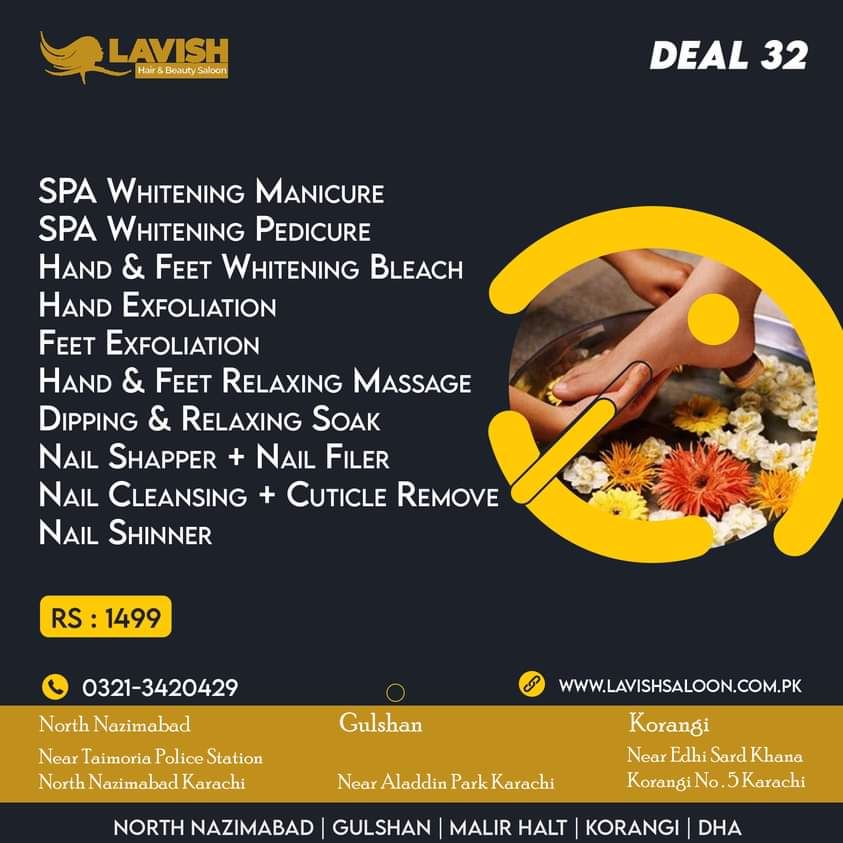 LAVISH
Hair & Beauty Saloon
DEAL 32
SPA WHITENING MANICURE
SPA WHITENING PEDICURE
HAND & FEET WHITENING BLEACH
HAND EXFOLIATION
FEET EXFOLIATION
HAND & FEET RELAXING MASSAGE
DIPPING & RELAXING SOAK
NAIL SHAPPER + NAIL FILER
NAIL CLEANSING + CUTICLE REMOVE
NAIL SHINNER
RS : 1499
0321-3420429
WWW.LAVISHSALOON.COM.PK
North Nazimabad
Near Taimoria Police Station
North Nazimabad Karachi
Gulshan
Near Aladdin Park Karachi
Korangi
Near Edhi Sard Khana
Korangi No . 5 Karachi
NORTH NAZIMABAD | GULSHAN | MALIR HALT | KORANGI | DHA